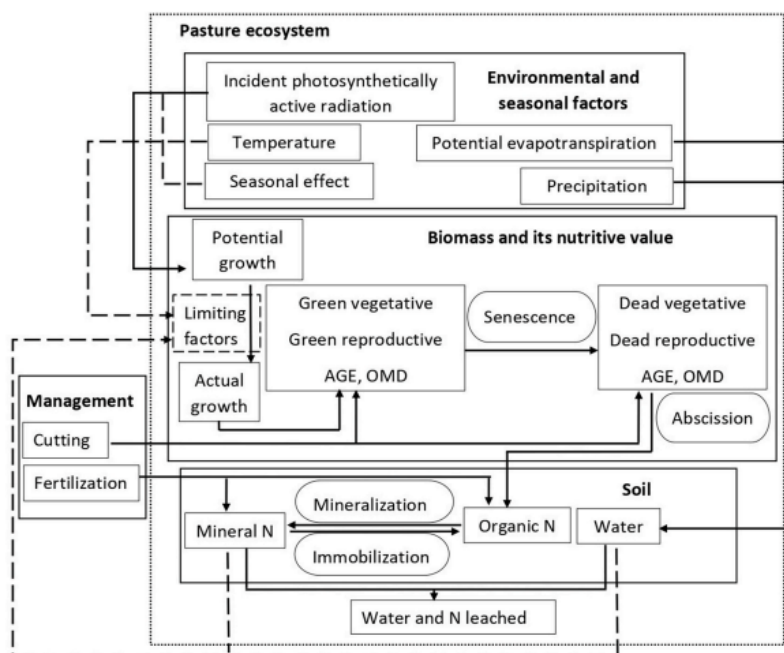 Pasture ecosystem
Incident photosynthetically
active radiation
Environmental and
seasonal factors
Temperature
Potential evapotranspiration
Seasonal effect
Precipitation
Potential
growth
Biomass and its nutritive value
Limiting
factors
Green vegetative
Green reproductive
AGE, OMD
Senescence
Dead vegetative
Dead reproductive
AGE, OMD
Actual
growth
Abscission
Management
Cutting
Fertilization
Soil
Mineralization
Mineral N
Organic N
Water
Immobilization
Water and N leached